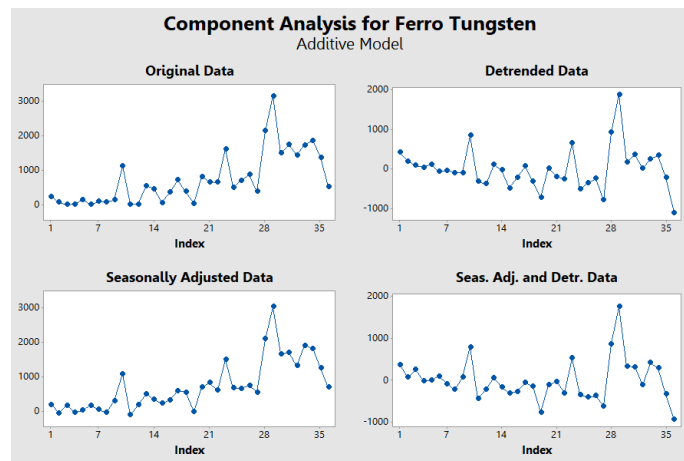 Component Analysis for Ferro Tungsten
Additive Model
Original Data
3000
2000
1000
0
1 7 14 21 28 35
Index
Detrended Data
2000
1000
0
-1000
1 7 14 21 28 35
Index
Seasonally Adjusted Data
3000
2000
1000
0
1 7 14 21 28 35
Index
Seas. Adj. and Detr. Data
2000
1000
0
-1000
1 7 14 21 28 35
Index